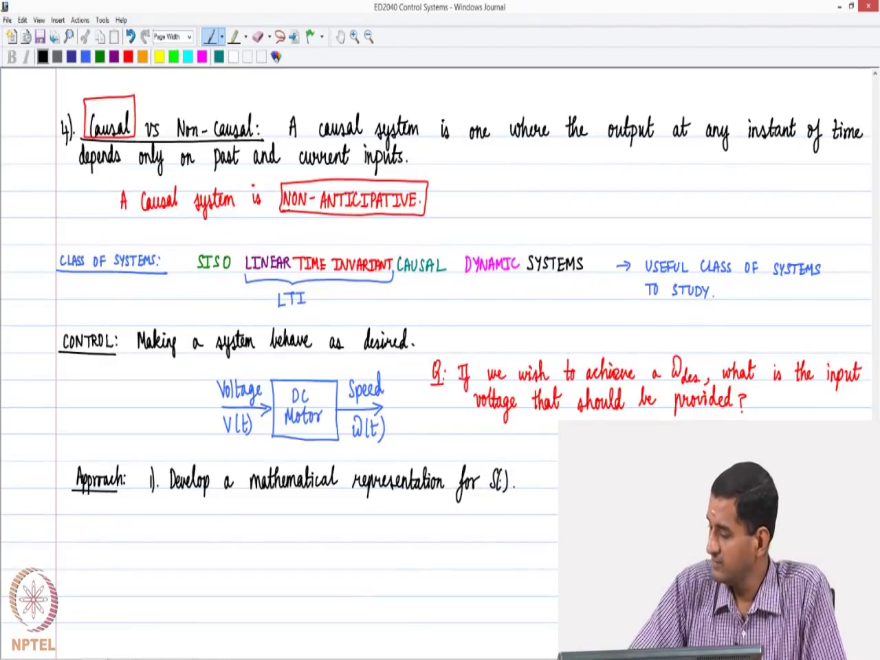 ED2040 Control Systems - Windows Journal
File Edit View Insert Actions Tools Help
Page Width
B I
4). Causal vs Non-Causal: A causal system is one where the output at any instant of time
depends only on past and current inputs.
A causal system is NON-ANTICIPATIVE.
CLASS OF SYSTEMS: SISO LINEAR TIME INVARIANT CAUSAL DYNAMIC SYSTEMS → USEFUL CLASS OF SYSTEMS
TO STUDY.
LTI
CONTROL: Making a system behave as desired.
Voltage
V(t)
DC
Motor
Speed
ω(t)
Q: If we wish to achieve a ωdes, what is the input
voltage that should be provided?
Approach: 1). Develop a mathematical representation for S(.).
NPTEL